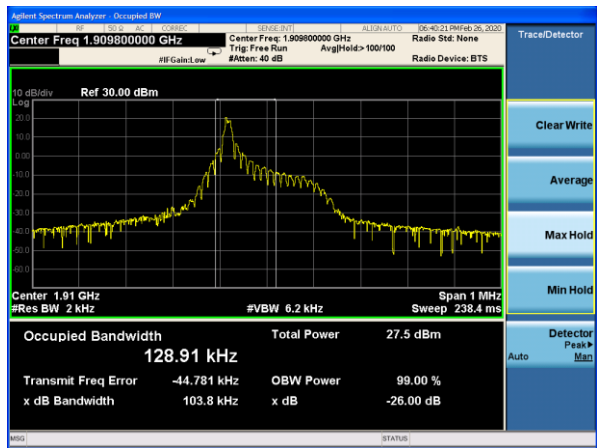 Agilent Spectrum Analyzer - Occupied BW
RF 50 Ω AC CORREC SENSE:INT ALIGN AUTO 06:40:21 PM Feb 26, 2020
Center Freq 1.909800000 GHz
Center Freq: 1.909800000 GHz
Radio Std: None
Trig: Free Run Avg|Hold:>100/100
#IFGain:Low #Atten: 40 dB Radio Device: BTS
Trace/Detector
10 dB/div Ref 30.00 dBm
Log
20.0
10.0
0.00
-10.0
-20.0
-30.0
-40.0
-50.0
-60.0
Clear Write
Average
Max Hold
Min Hold
Center 1.91 GHz Span 1 MHz
#Res BW 2 kHz #VBW 6.2 kHz Sweep 238.4 ms
Occupied Bandwidth Total Power 27.5 dBm
128.91 kHz
Transmit Freq Error -44.781 kHz OBW Power 99.00 %
x dB Bandwidth 103.8 kHz x dB -26.00 dB
Detector
Peak▶
Auto Man
MSG STATUS